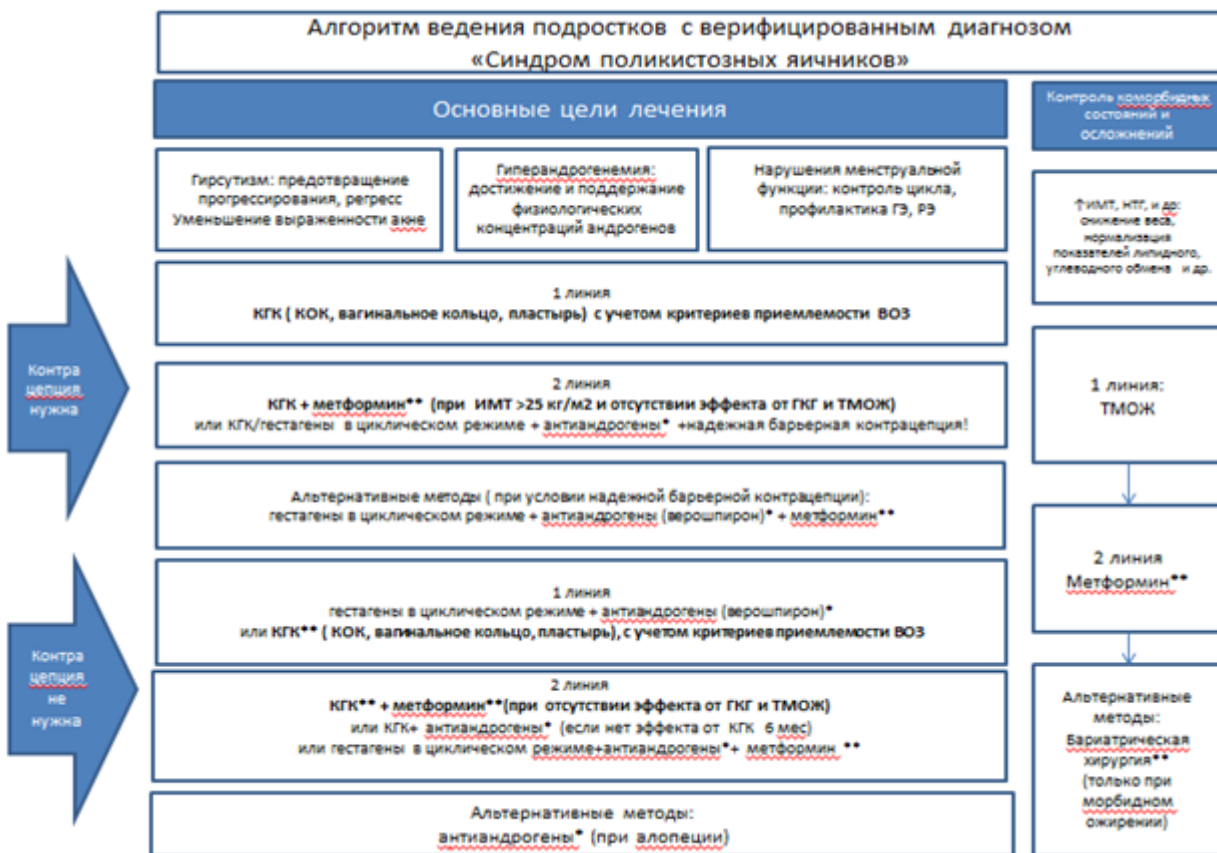 Алгоритм ведения подростков с верифицированным диагнозом
«Синдром поликистозных яичников»
Основные цели лечения
Контроль коморбидных
состояний и
осложнений
Гирсутизм: предотвращение
прогрессирования, регресс
Уменьшение выраженности акне
Гиперандрогенемия:
достижение и поддержание
физиологических
концентраций андрогенов
Нарушения менструальной
функции: контроль цикла,
профилактика ГЭ, РЭ
↑ИМТ, НТГ, и др:
снижение веса,
нормализация
показателей липидного,
углеводного обмена и др.
Контра
цепция
нужна
1 линия
КГК ( КОК, вагинальное кольцо, пластырь) с учетом критериев приемлемости ВОЗ
2 линия
КГК + метформин** (при ИМТ >25 кг/м2 и отсутствии эффекта от ГКГ и ТМОЖ)
или КГК/гестагены в циклическом режиме + антиандрогены* +надежная барьерная контрацепция!
Альтернативные методы ( при условии надежной барьерной контрацепции):
гестагены в циклическом режиме + антиандрогены (верошпирон)* + метформин**
Контра
цепция
не
нужна
1 линия
гестагены в циклическом режиме + антиандрогены (верошпирон)*
или КГК** ( КОК, вагинальное кольцо, пластырь), с учетом критериев приемлемости ВОЗ
2 линия
КГК** + метформин**(при отсутствии эффекта от ГКГ и ТМОЖ)
или КГК+ антиандрогены* (если нет эффекта от КГК 6 мес)
или гестагены в циклическом режиме+антиандрогены*+ метформин **
Альтернативные методы:
антиандрогены* (при алопеции)
1 линия:
ТМОЖ
2 линия
Метформин**
Альтернативные
методы:
Бариатрическая
хирургия**
(только при
морбидном
ожирении)